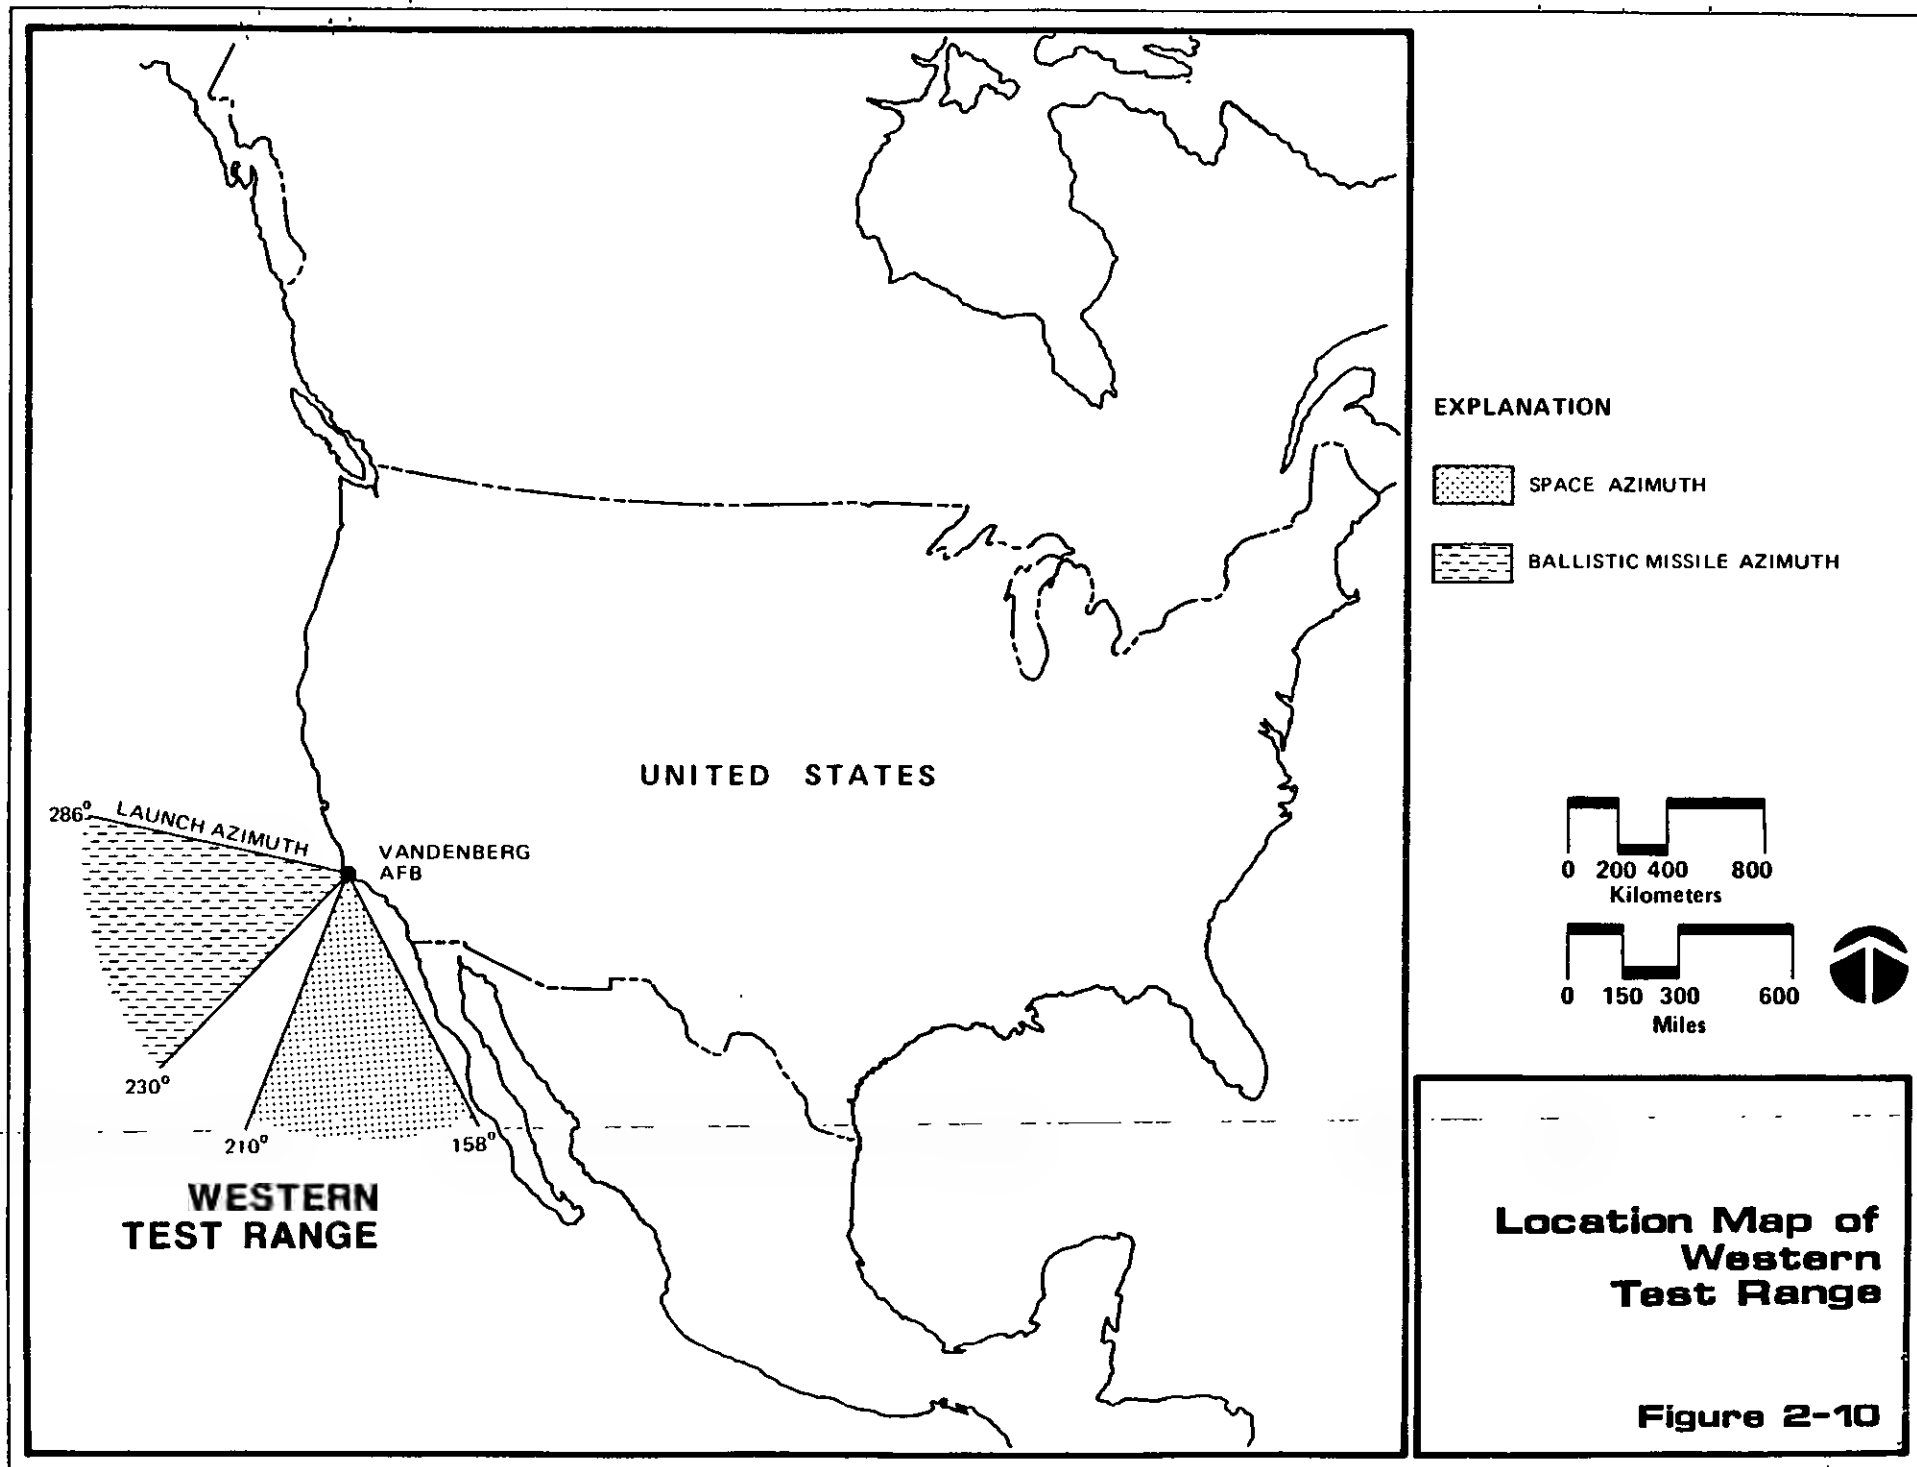 EXPLANATION
SPACE AZIMUTH
BALLISTIC MISSILE AZIMUTH
UNITED STATES
286° LAUNCH AZIMUTH
VANDENBERG
AFB
230°
210°
158°
WESTERN
TEST RANGE
0 200 400 800
Kilometers
0 150 300 600
Miles
Location Map of
Western
Test Range
Figure 2-10